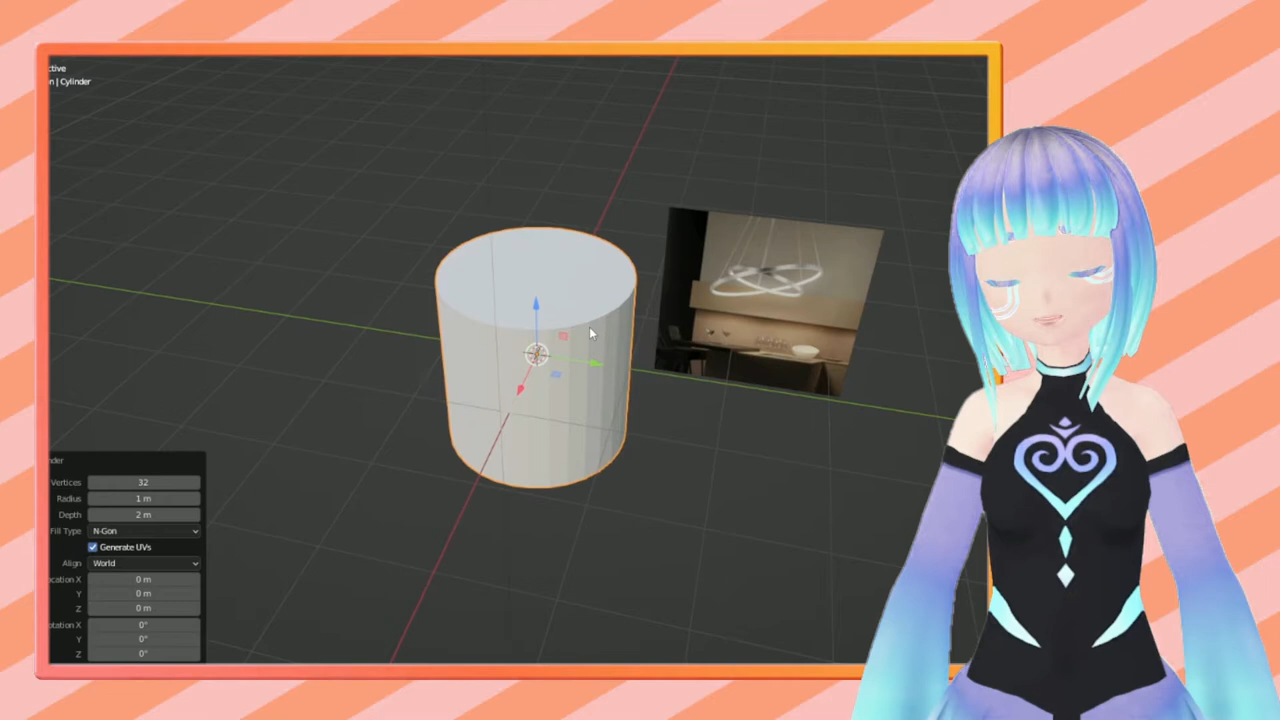 ctive
n | Cylinder
der
Vertices 32
Radius 1 m
Depth 2 m
Fill Type N-Gon
Generate UVs
Align World
ocation X 0 m
Y 0 m
Z 0 m
otation X 0°
Y 0°
Z 0°